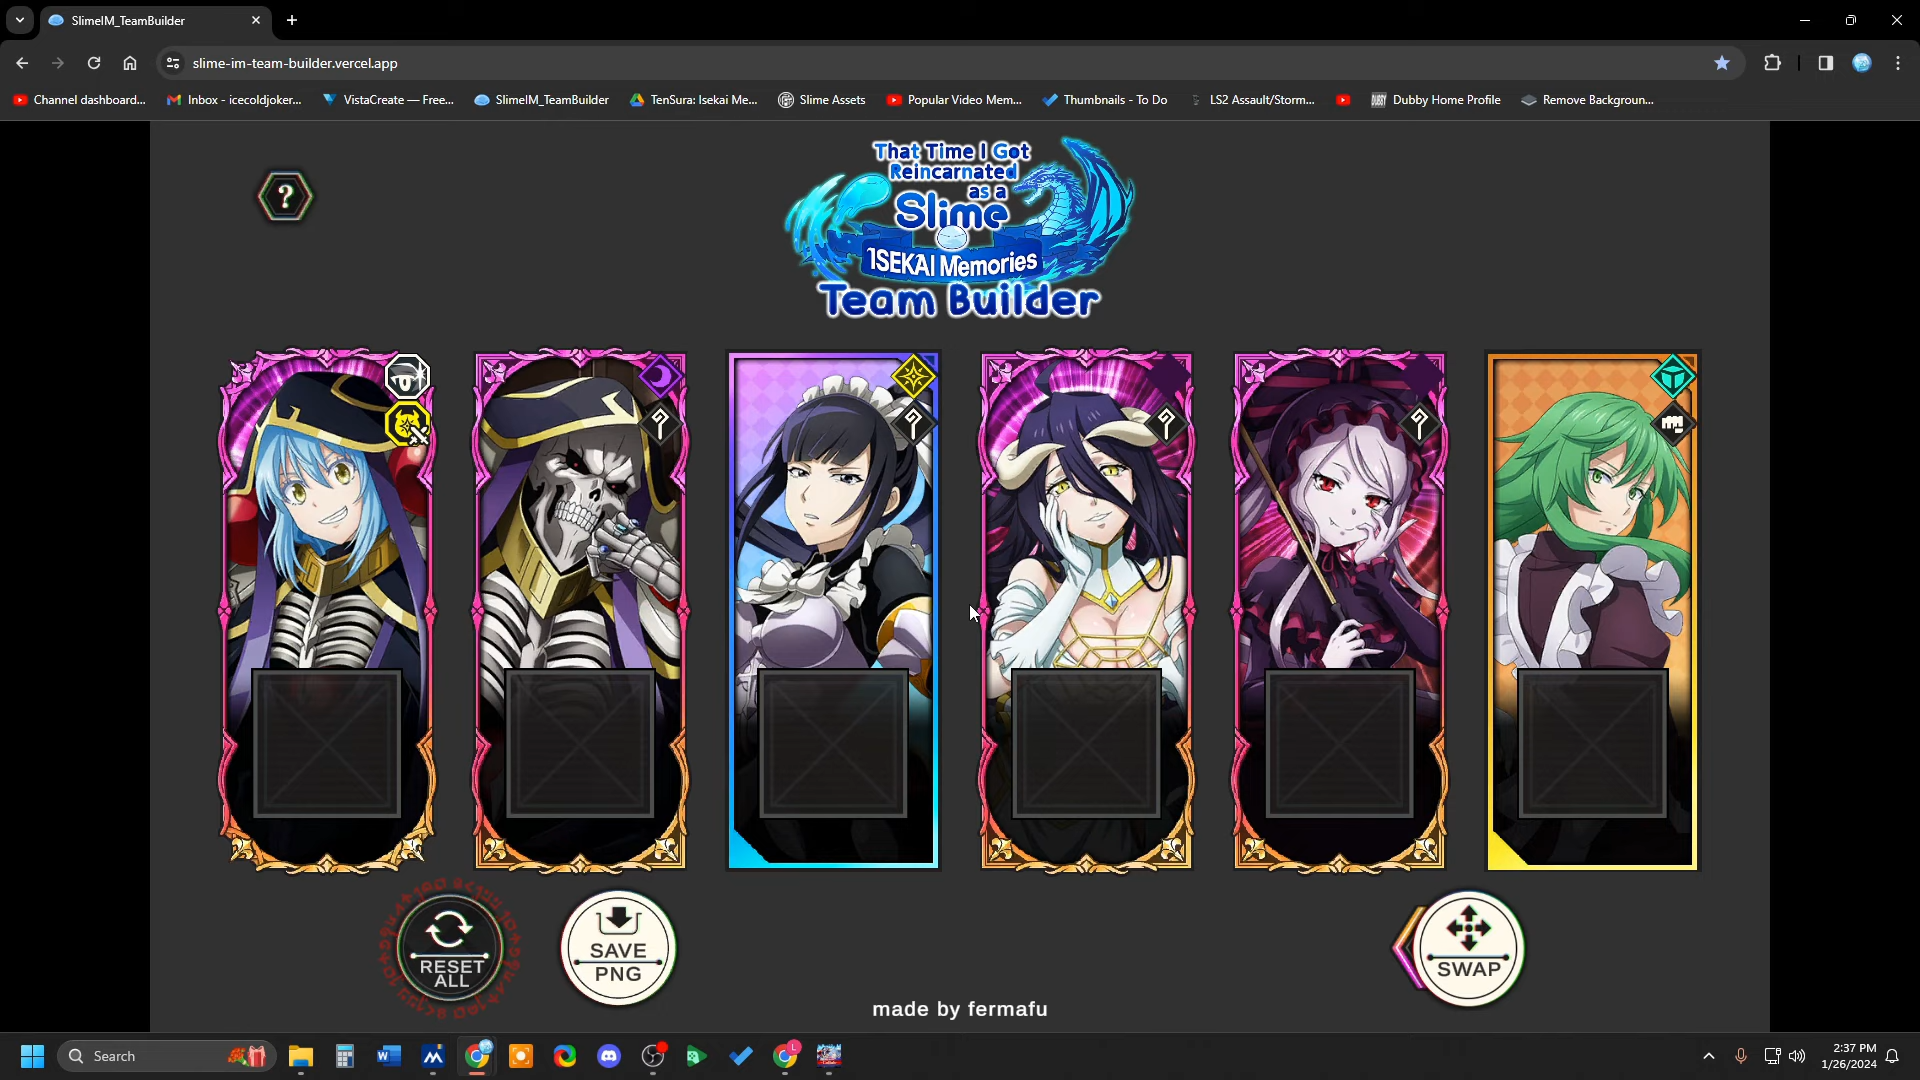 SlimeIM_TeamBuilder
slime-im-team-builder.vercel.app
Channel dashboard...
Inbox - icecoldjoker...
VistaCreate — Free...
SlimeIM_TeamBuilder
TenSura: Isekai Me...
Slime Assets
Popular Video Mem...
Thumbnails - To Do
LS2 Assault/Storm...
Dubby Home Profile
Remove Backgroun...
?
That Time I Got
Reincarnated
as a
Slime
ISEKAI Memories
Team Builder
RESET
ALL
SAVE
PNG
SWAP
made by fermafu
Search
2:37 PM
1/26/2024